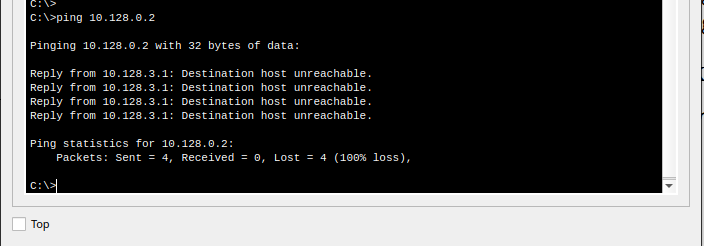 C:\>
C:\>ping 10.128.0.2
Pinging 10.128.0.2 with 32 bytes of data:
Reply from 10.128.3.1: Destination host unreachable.
Reply from 10.128.3.1: Destination host unreachable.
Reply from 10.128.3.1: Destination host unreachable.
Reply from 10.128.3.1: Destination host unreachable.
Ping statistics for 10.128.0.2:
Packets: Sent = 4, Received = 0, Lost = 4 (100% loss),
C:\>
Top